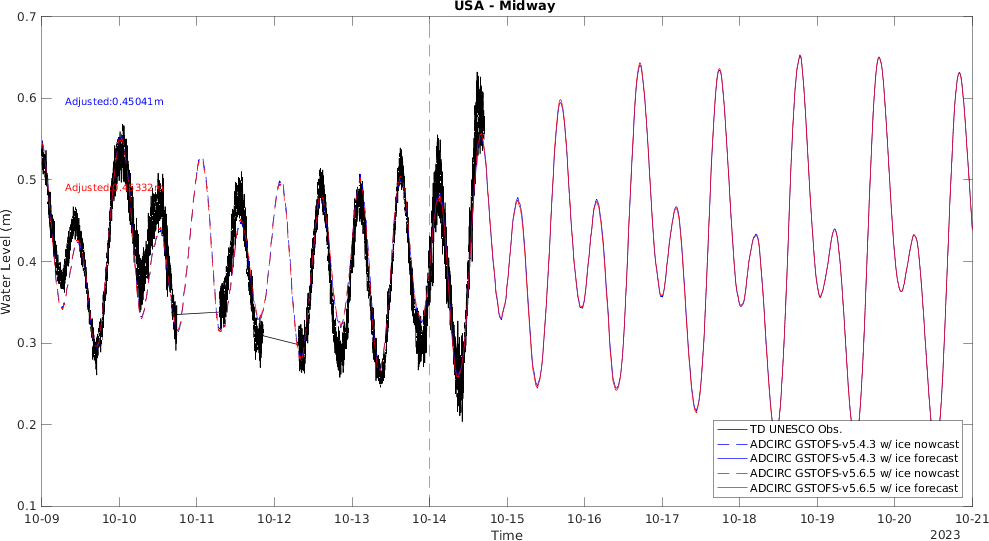 USA - Midway
0.7
0.6
0.5
0.4
0.3
0.2
0.1
Water Level (m)
Adjusted:0.45041m
Adjusted:0.43332m
TD UNESCO Obs.
ADCIRC GSTOFS-v5.4.3 w/ ice nowcast
ADCIRC GSTOFS-v5.4.3 w/ ice forecast
ADCIRC GSTOFS-v5.6.5 w/ ice nowcast
ADCIRC GSTOFS-v5.6.5 w/ ice forecast
10-09 10-10 10-11 10-12 10-13 10-14 10-15 10-16 10-17 10-18 10-19 10-20 10-21
Time
2023